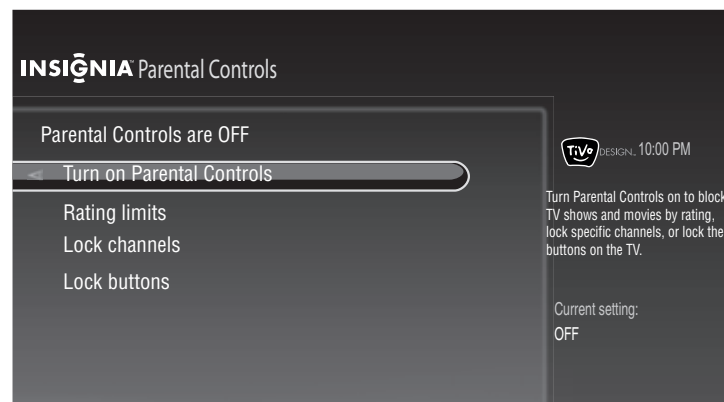 INSIGNIA™ Parental Controls
Parental Controls are OFF
Turn on Parental Controls
Rating limits
Lock channels
Lock buttons
TiVo DESIGN™ 10:00 PM
Turn Parental Controls on to block
TV shows and movies by rating,
lock specific channels, or lock the
buttons on the TV.
Current setting:
OFF